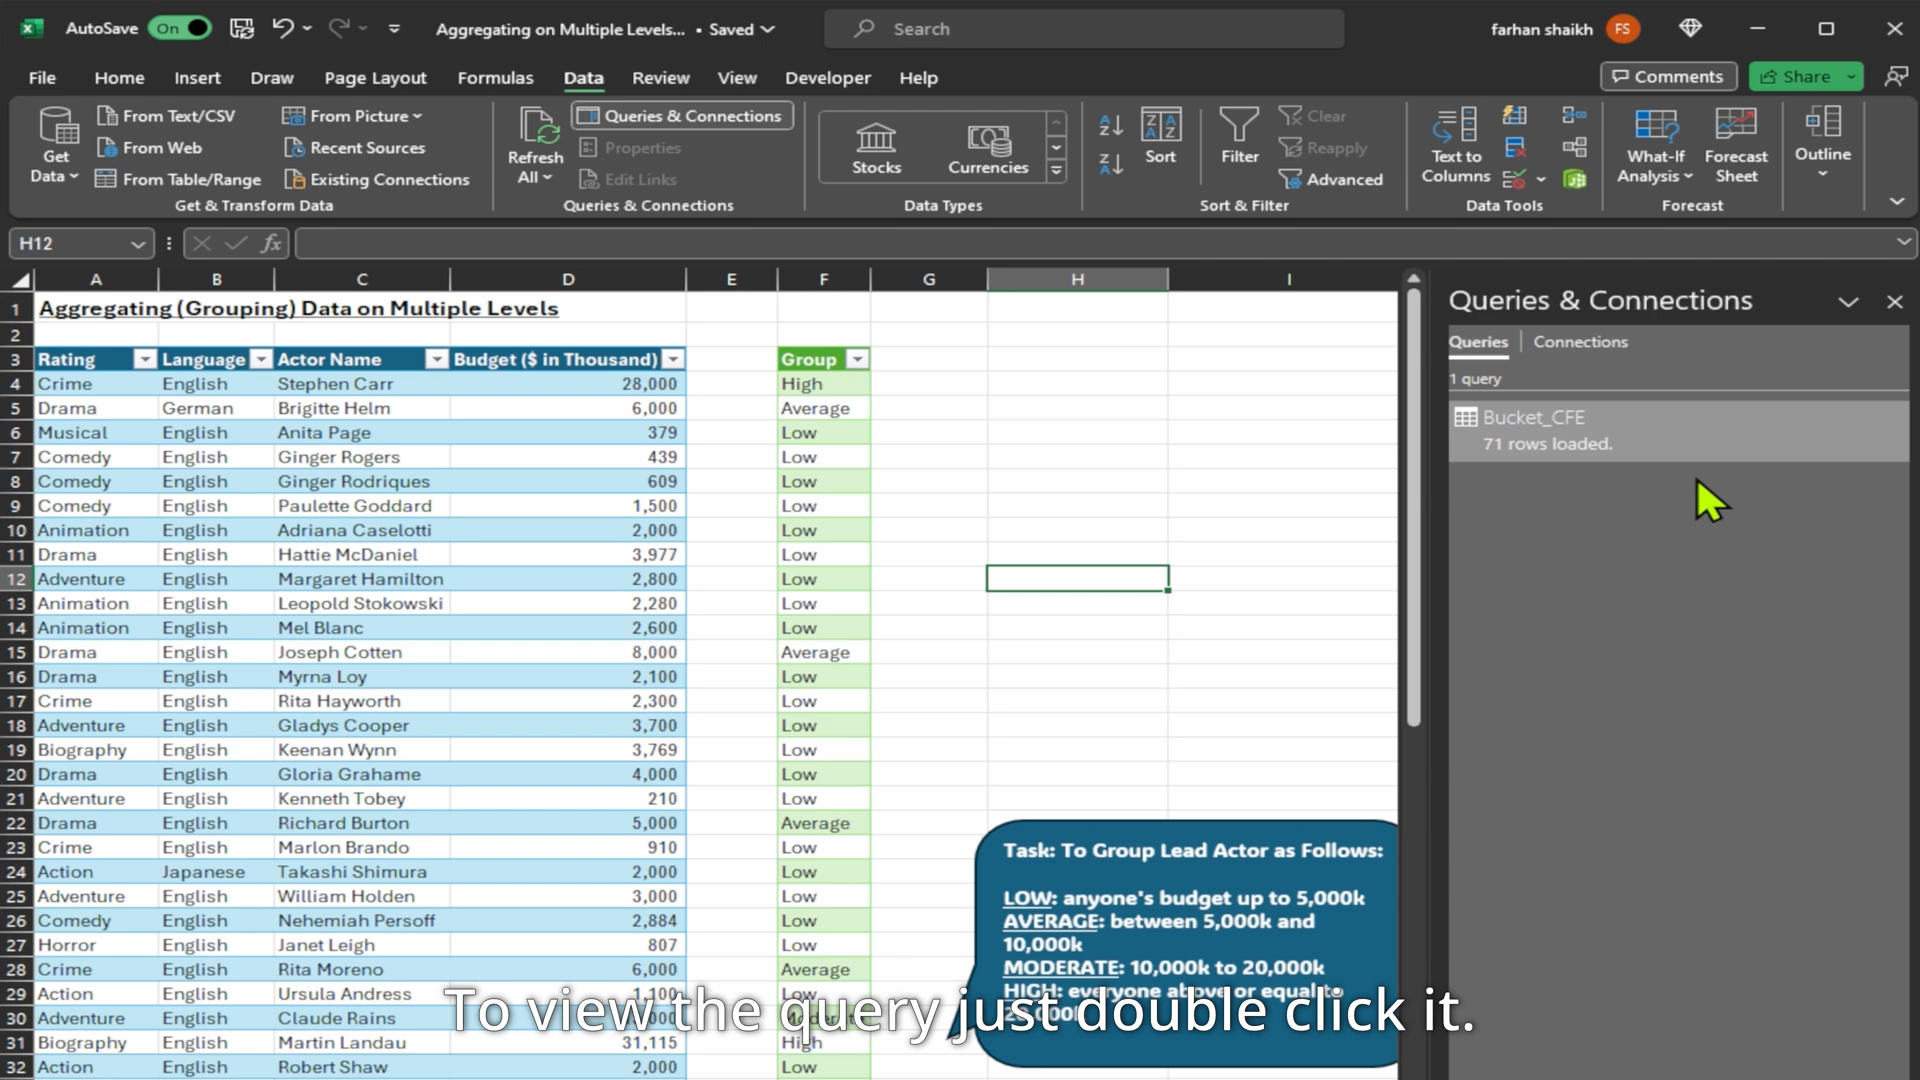 AutoSave On Aggregating on Multiple Levels... • Saved Search farhan shaikh FS
File Home Insert Draw Page Layout Formulas Data Review View Developer Help Comments Share
Get Data From Text/CSV From Web From Table/Range From Picture Recent Sources Existing Connections
Get & Transform Data
Refresh All Queries & Connections Properties Edit Links
Queries & Connections
Stocks Currencies
Data Types
Sort Filter Clear Reapply Advanced
Sort & Filter
Text to Columns
Data Tools
What-If Analysis Forecast Sheet
Forecast
Outline
H12 fx
A B C D E F G H I
1 Aggregating (Grouping) Data on Multiple Levels
2
3 Rating Language Actor Name Budget ($ in Thousand) Group
4 Crime English Stephen Carr 28,000 High
5 Drama German Brigitte Helm 6,000 Average
6 Musical English Anita Page 379 Low
7 Comedy English Ginger Rogers 439 Low
8 Comedy English Ginger Rodriques 609 Low
9 Comedy English Paulette Goddard 1,500 Low
10 Animation English Adriana Caselotti 2,000 Low
11 Drama English Hattie McDaniel 3,977 Low
12 Adventure English Margaret Hamilton 2,800 Low
13 Animation English Leopold Stokowski 2,280 Low
14 Animation English Mel Blanc 2,600 Low
15 Drama English Joseph Cotten 8,000 Average
16 Drama English Myrna Loy 2,100 Low
17 Crime English Rita Hayworth 2,300 Low
18 Adventure English Gladys Cooper 3,700 Low
19 Biography English Keenan Wynn 3,769 Low
20 Drama English Gloria Grahame 4,000 Low
21 Adventure English Kenneth Tobey 210 Low
22 Drama English Richard Burton 5,000 Average
23 Crime English Marlon Brando 910 Low
24 Action Japanese Takashi Shimura 2,000 Low
25 Adventure English William Holden 3,000 Low
26 Comedy English Nehemiah Persoff 2,884 Low
27 Horror English Janet Leigh 807 Low
28 Crime English Rita Moreno 6,000 Average
29 Action English Ursula Andress 1,100 Low
30 Adventure English Claude Rains
31 Biography English Martin Landau 31,115 High
32 Action English Robert Shaw 2,000 Low
Task: To Group Lead Actor as Follows:
LOW: anyone's budget up to 5,000k
AVERAGE: between 5,000k and
10,000k
MODERATE: 10,000k to 20,000k
HIGH: everyone above or equal to
Queries & Connections
Queries Connections
1 query
Bucket_CFE
71 rows loaded.
To view the query just double click it.